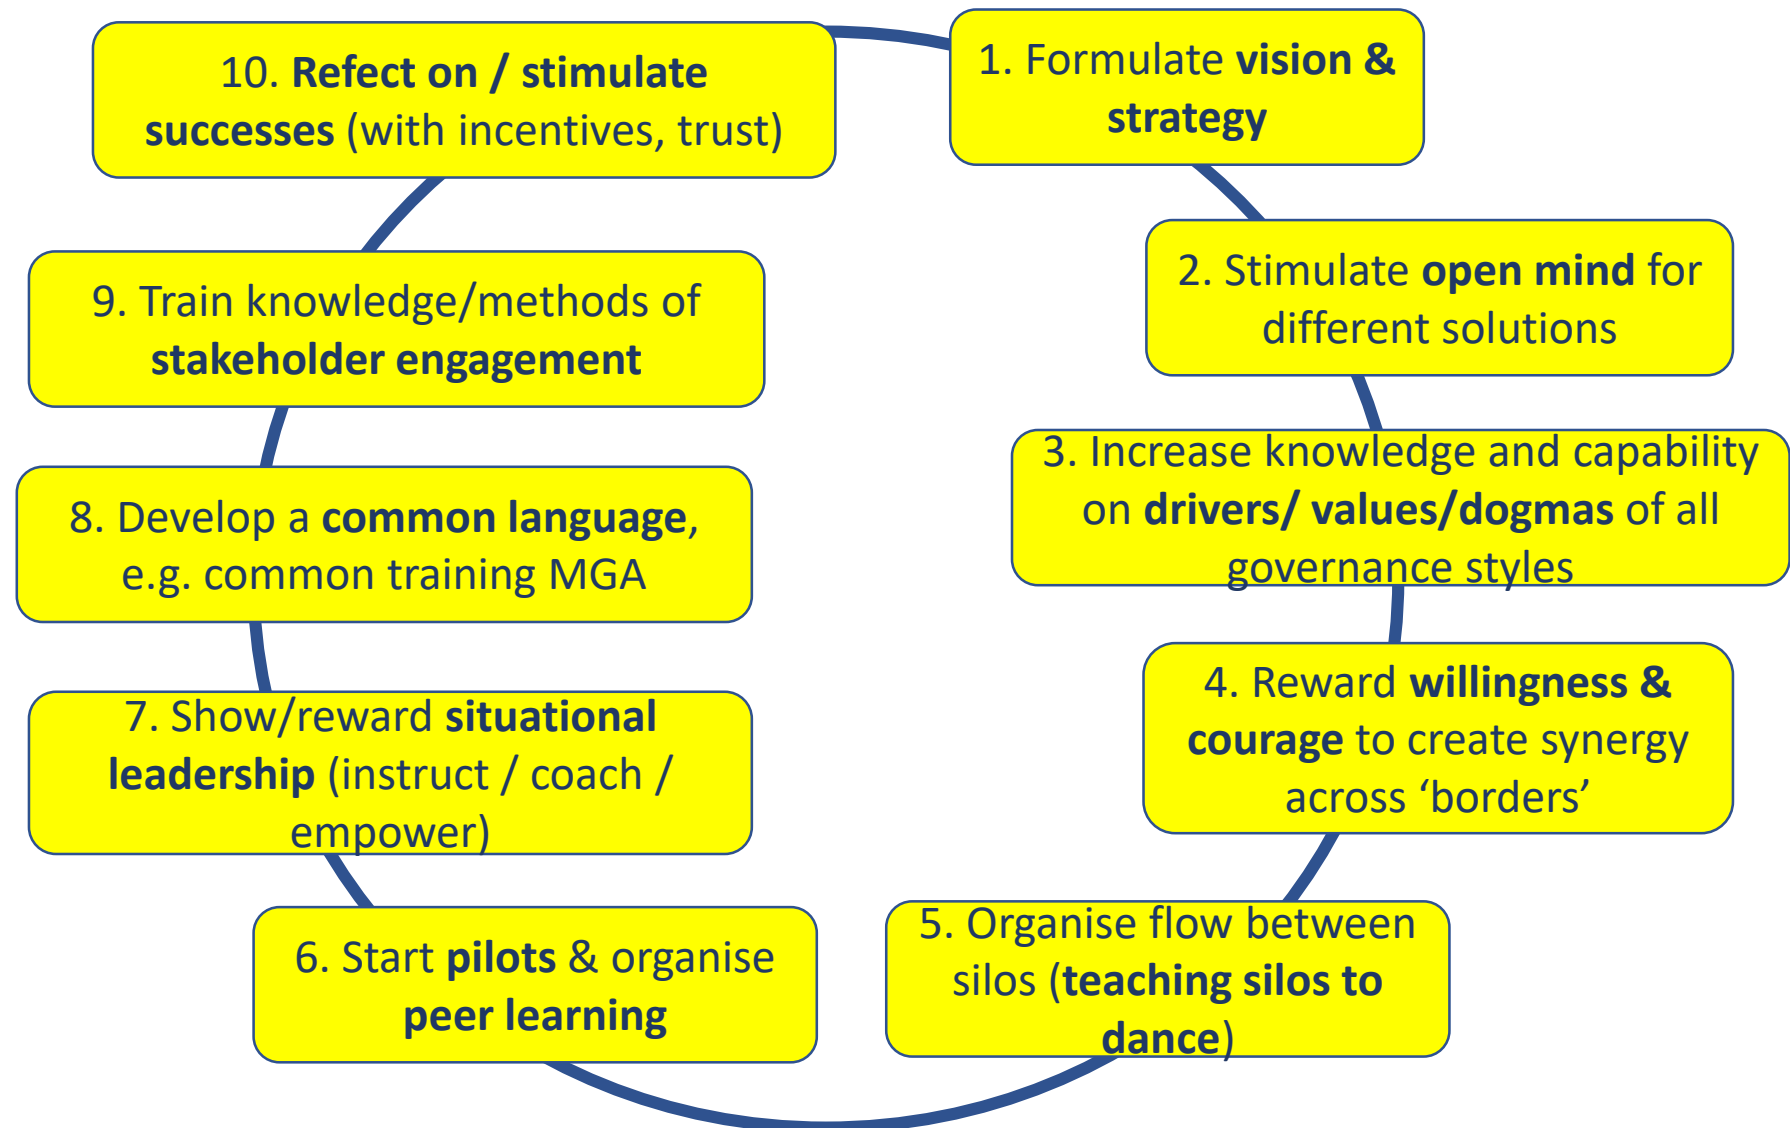 1. Formulate vision &
strategy
2. Stimulate open mind for
different solutions
3. Increase knowledge and capability
on drivers/ values/dogmas of all
governance styles
4. Reward willingness &
courage to create synergy
across ‘borders’
5. Organise flow between
silos (teaching silos to
dance)
6. Start pilots & organise
peer learning
7. Show/reward situational
leadership (instruct / coach /
empower)
8. Develop a common language,
e.g. common training MGA
9. Train knowledge/methods of
stakeholder engagement
10. Refect on / stimulate
successes (with incentives, trust)